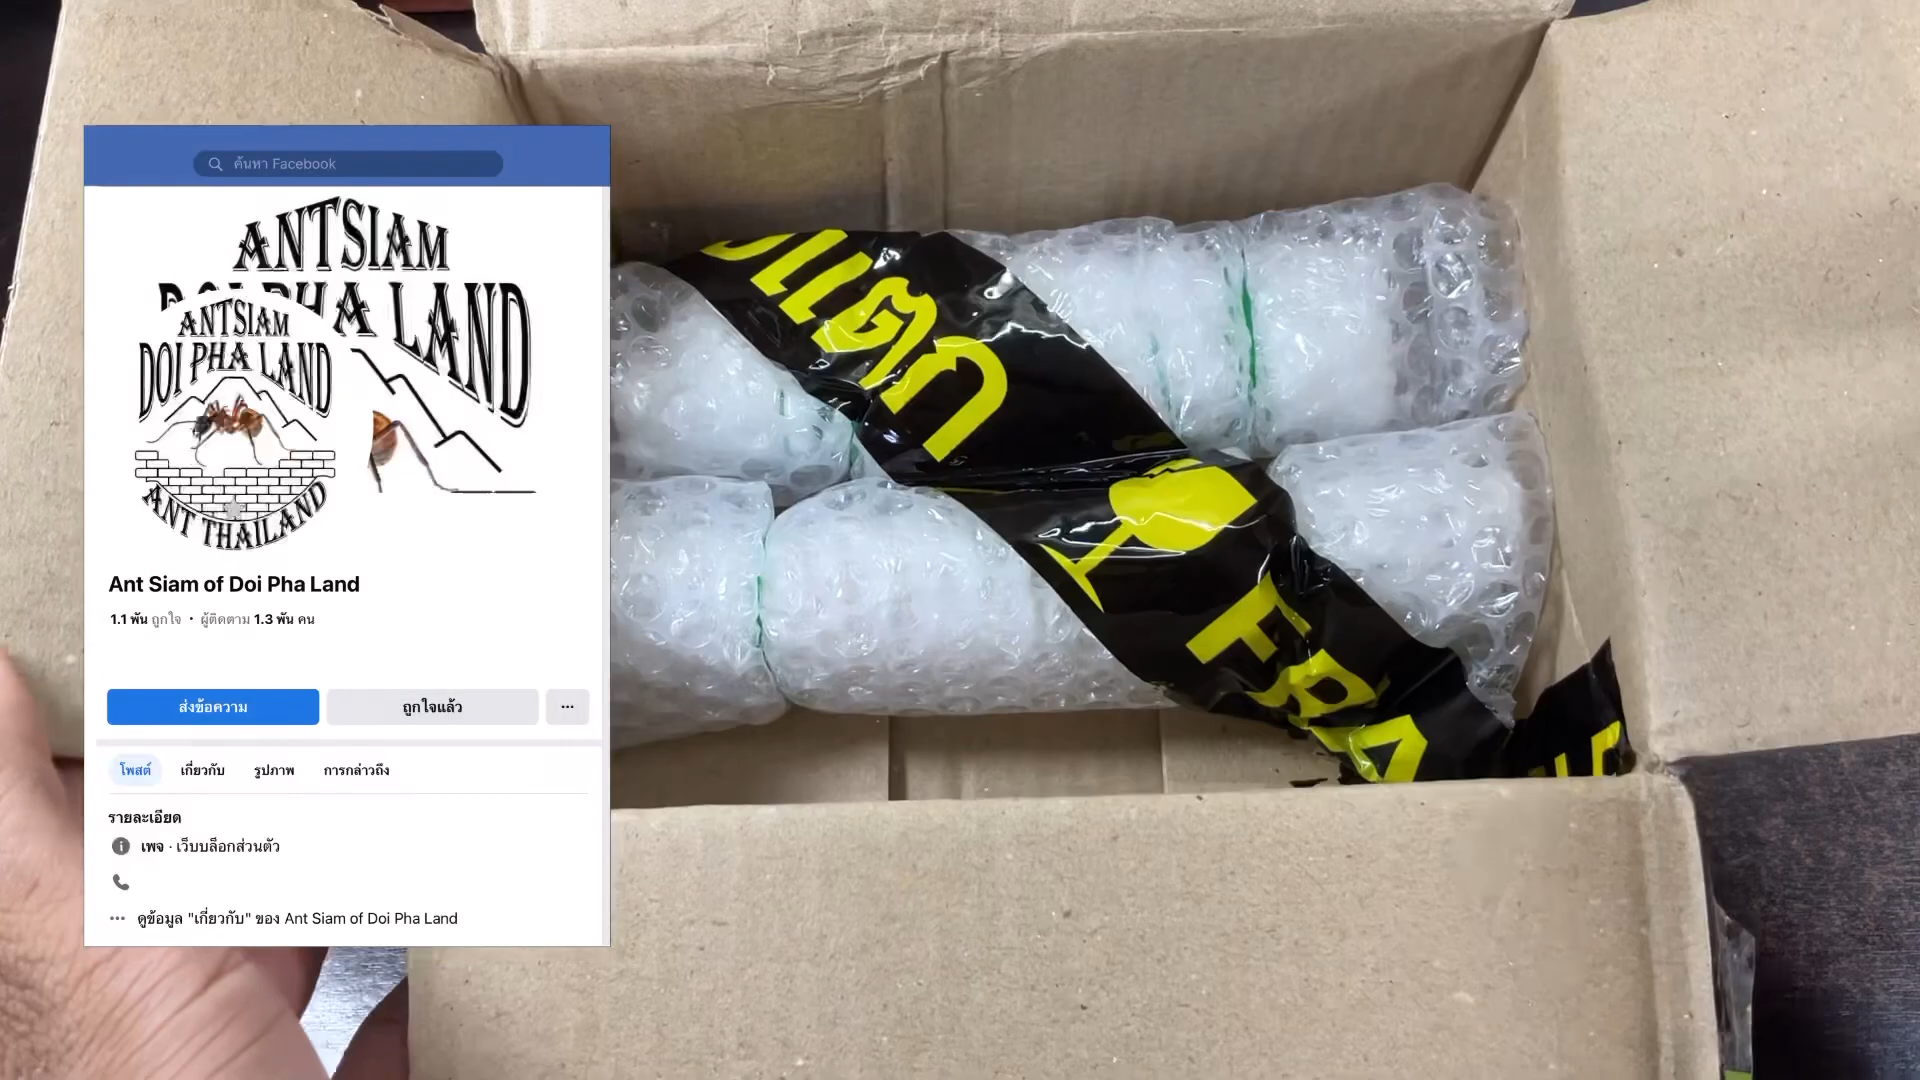 ค้นหา Facebook
ANTSIAM
LAND
ANTSIAM
DOI PHA LAND
ANT THAILAND
Ant Siam of Doi Pha Land
1.1 พัน ถูกใจ • ผู้ติดตาม 1.3 พัน คน
ส่งข้อความ
ถูกใจแล้ว
โพสต์
เกี่ยวกับ
รูปภาพ
การกล่าวถึง
รายละเอียด
เพจ · เว็บบล็อกส่วนตัว
ดูข้อมูล "เกี่ยวกับ" ของ Ant Siam of Doi Pha Land
แตก
FRA